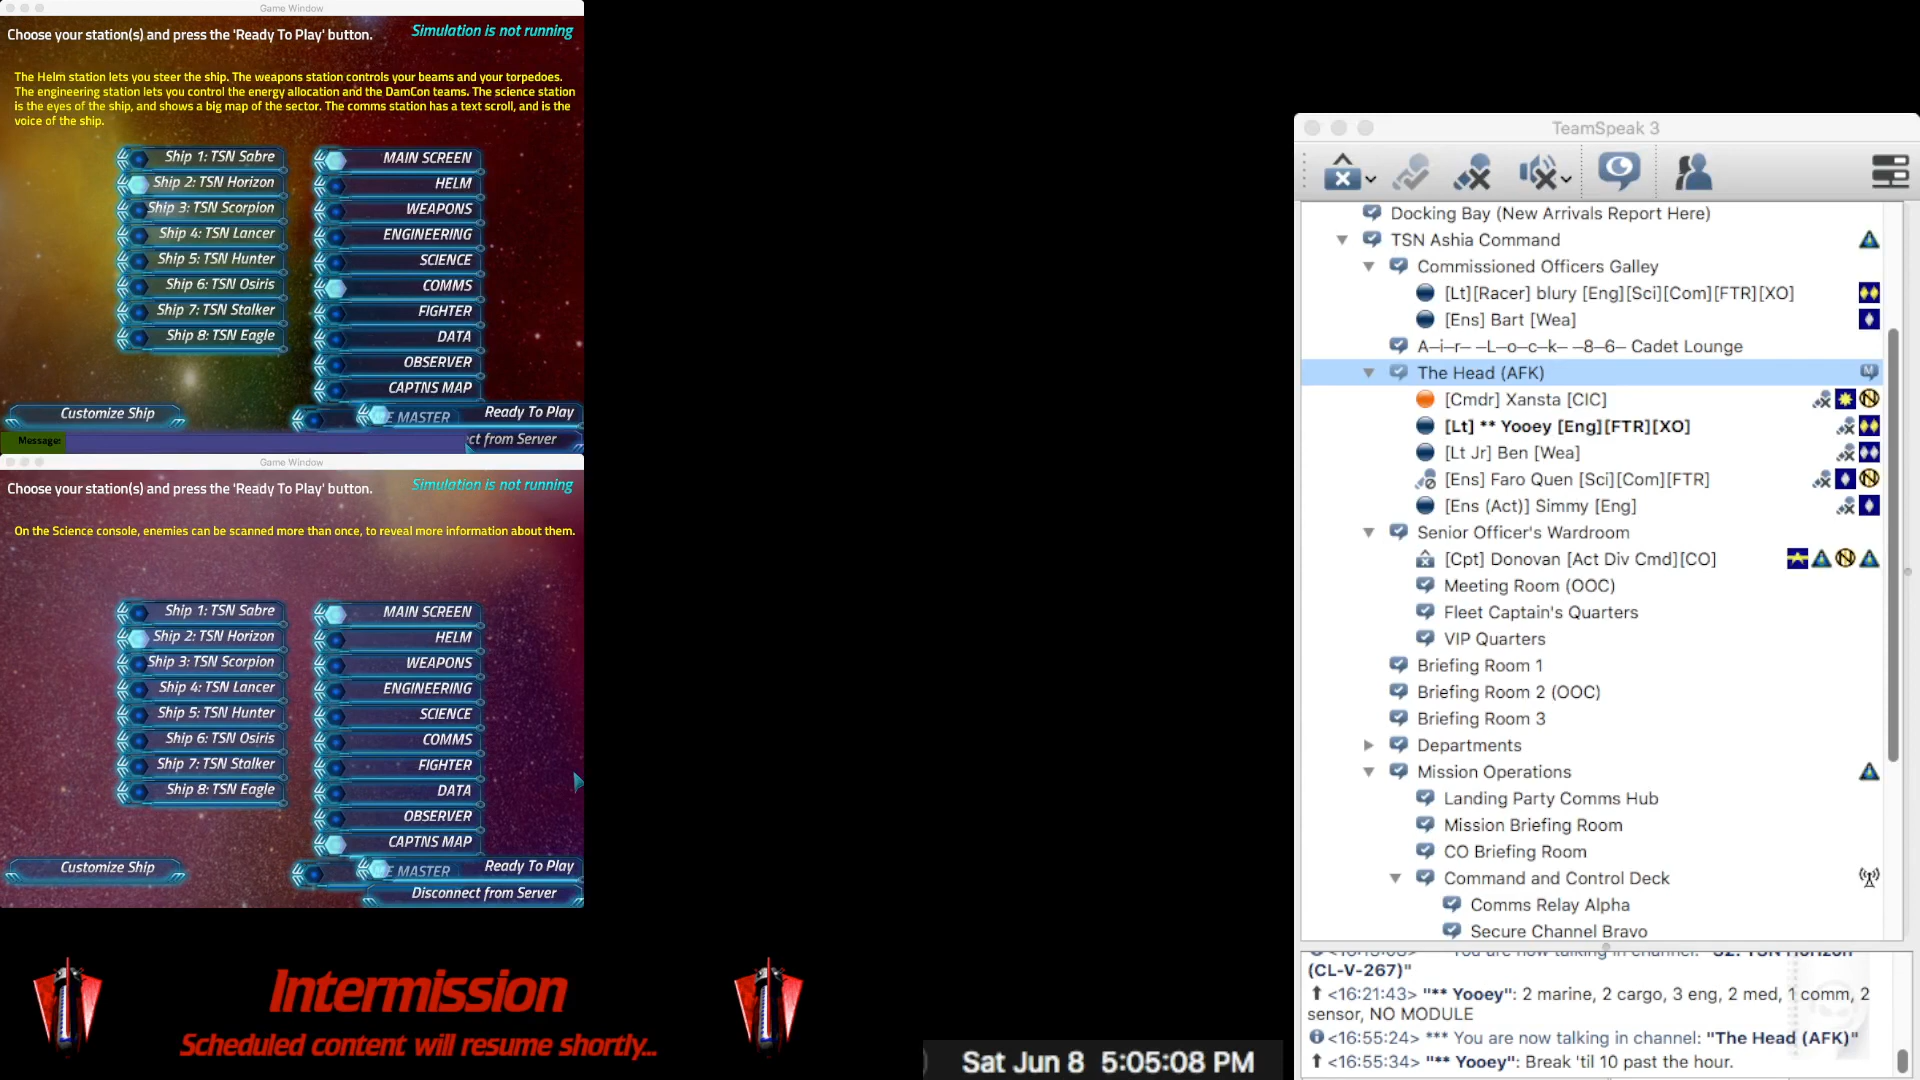 Game Window
Choose your station(s) and press the 'Ready To Play' button.
Simulation is not running
The Helm station lets you steer the ship. The weapons station controls your beams and your torpedoes.
The engineering station lets you control the energy allocation and the DamCon teams. The science station
is the eyes of the ship, and shows a big map of the sector. The comms station has a text scroll, and is the
voice of the ship.
Ship 1: TSN Sabre
Ship 2: TSN Horizon
Ship 3: TSN Scorpion
Ship 4: TSN Lancer
Ship 5: TSN Hunter
Ship 6: TSN Osiris
Ship 7: TSN Stalker
Ship 8: TSN Eagle
MAIN SCREEN
HELM
WEAPONS
ENGINEERING
SCIENCE
COMMS
FIGHTER
DATA
OBSERVER
CAPTNS MAP
Customize Ship
E MASTER
Ready To Play
Message:
ct from Server
Game Window
Choose your station(s) and press the 'Ready To Play' button.
Simulation is not running
On the Science console, enemies can be scanned more than once, to reveal more information about them.
Ship 1: TSN Sabre
Ship 2: TSN Horizon
Ship 3: TSN Scorpion
Ship 4: TSN Lancer
Ship 5: TSN Hunter
Ship 6: TSN Osiris
Ship 7: TSN Stalker
Ship 8: TSN Eagle
MAIN SCREEN
HELM
WEAPONS
ENGINEERING
SCIENCE
COMMS
FIGHTER
DATA
OBSERVER
CAPTNS MAP
Customize Ship
E MASTER
Ready To Play
Disconnect from Server
Intermission
Scheduled content will resume shortly...
Sat Jun 8 5:05:08 PM
TeamSpeak 3
Docking Bay (New Arrivals Report Here)
TSN Ashia Command
Commissioned Officers Galley
[Lt][Racer] blury [Eng][Sci][Com][FTR][XO]
[Ens] Bart [Wea]
A–i–r– –L–o–c–k– –8–6– Cadet Lounge
The Head (AFK)
[Cmdr] Xansta [CIC]
[Lt] ** Yooey [Eng][FTR][XO]
[Lt Jr] Ben [Wea]
[Ens] Faro Quen [Sci][Com][FTR]
[Ens (Act)] Simmy [Eng]
Senior Officer's Wardroom
[Cpt] Donovan [Act Div Cmd][CO]
Meeting Room (OOC)
Fleet Captain's Quarters
VIP Quarters
Briefing Room 1
Briefing Room 2 (OOC)
Briefing Room 3
Departments
Mission Operations
Landing Party Comms Hub
Mission Briefing Room
CO Briefing Room
Command and Control Deck
Comms Relay Alpha
Secure Channel Bravo
You are now talking in channel:
(CL-V-267)"
<16:21:43> "** Yooey": 2 marine, 2 cargo, 3 eng, 2 med, 1 comm, 2
sensor, NO MODULE
<16:55:24> *** You are now talking in channel: "The Head (AFK)"
<16:55:34> "** Yooey": Break 'til 10 past the hour.